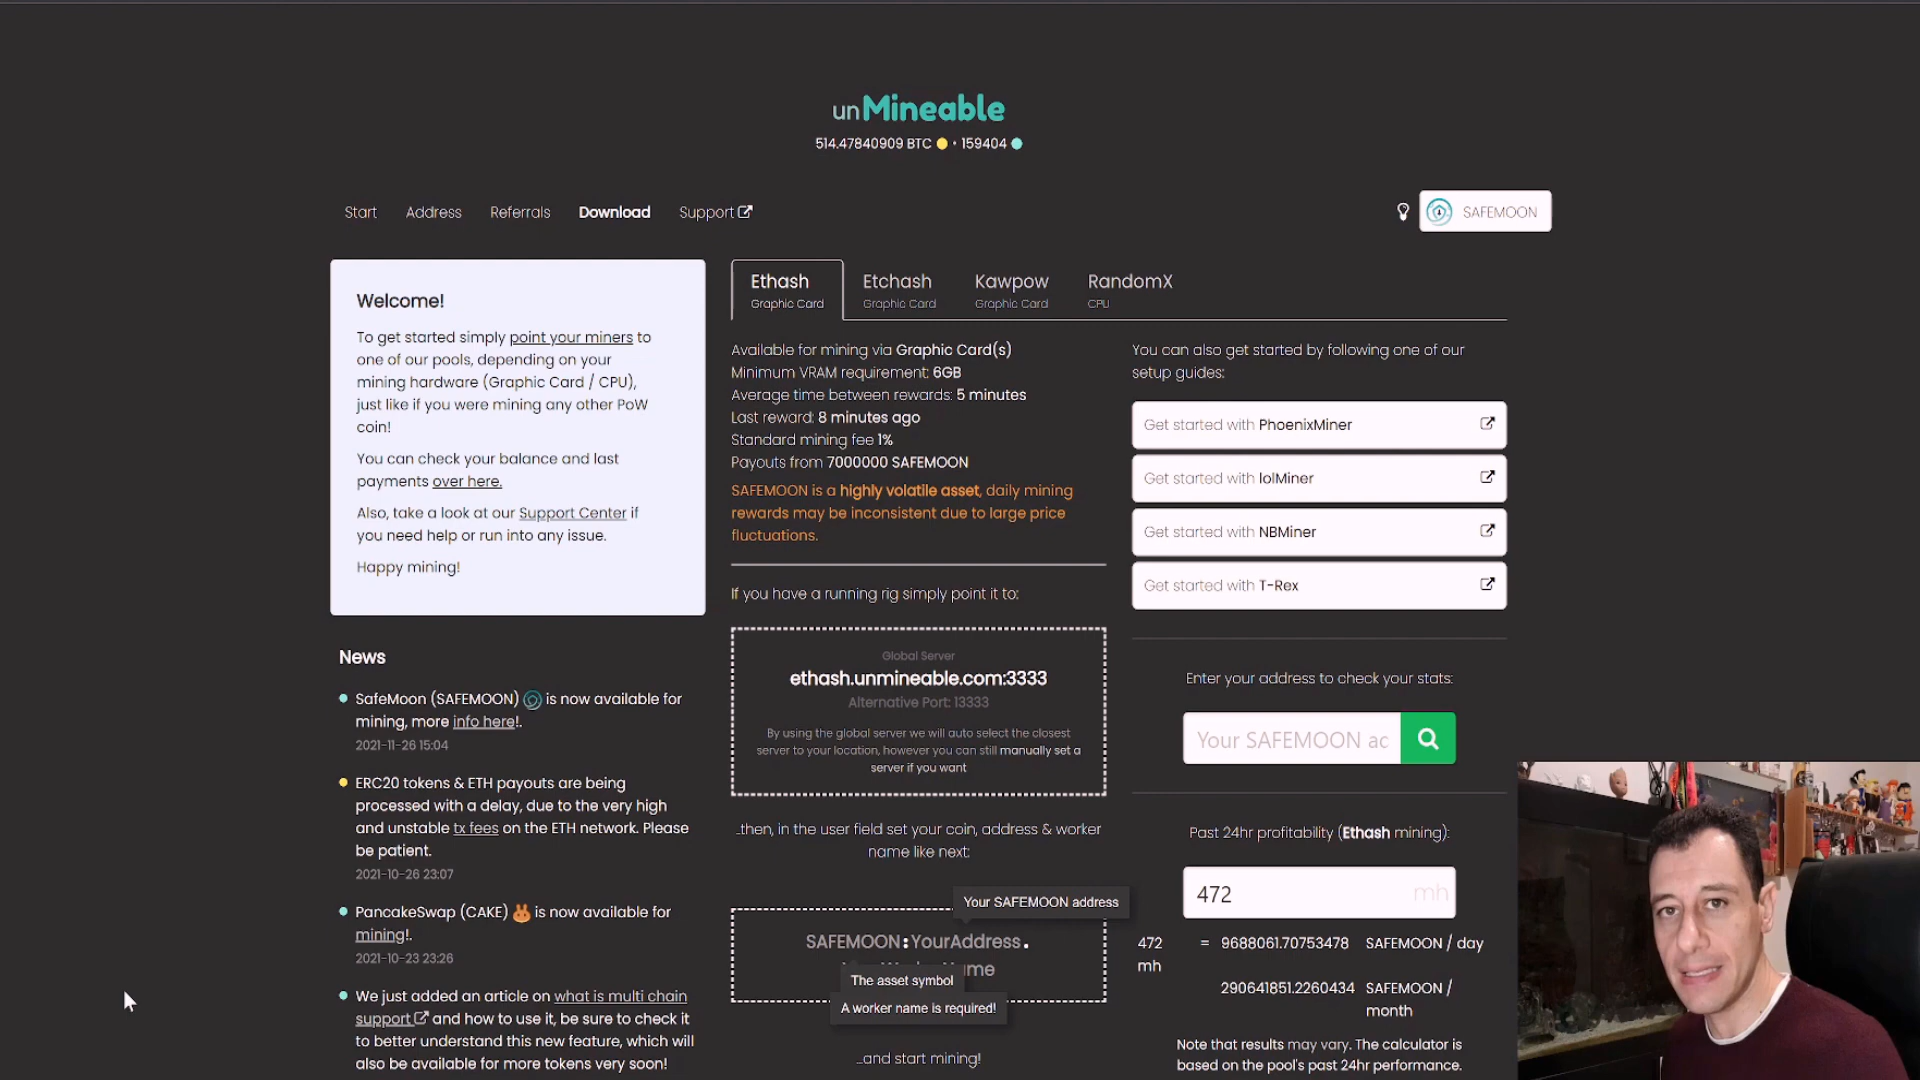 unMineable
514.47840909 BTC • 159404
Start Address Referrals Download Support
SAFEMOON
Welcome!
To get started simply point your miners to
one of our pools, depending on your
mining hardware (Graphic Card / CPU),
just like if you were mining any other PoW
coin!
You can check your balance and last
payments over here.
Also, take a look at our Support Center if
you need help or run into any issue.
Happy mining!
News
SafeMoon (SAFEMOON) is now available for
mining, more info here!.
2021-11-26 15:04
ERC20 tokens & ETH payouts are being
processed with a delay, due to the very high
and unstable tx fees on the ETH network. Please
be patient.
2021-10-26 23:07
PancakeSwap (CAKE) is now available for
mining!.
2021-10-23 23:26
We just added an article on what is multi chain
support and how to use it, be sure to check it
to better understand this new feature, which will
also be available for more tokens very soon!
Ethash
Graphic Card
Etchash
Graphic Card
Kawpow
Graphic Card
RandomX
CPU
Available for mining via Graphic Card(s)
Minimum VRAM requirement: 6GB
Average time between rewards: 5 minutes
Last reward: 8 minutes ago
Standard mining fee 1%
Payouts from 7000000 SAFEMOON
SAFEMOON is a highly volatile asset, daily mining
rewards may be inconsistent due to large price
fluctuations.
If you have a running rig simply point it to:
Global Server
ethash.unmineable.com:3333
Alternative Port: 13333
By using the global server we will auto select the closest
server to your location, however you can still manually set a
server if you want
...then, in the user field set your coin, address & worker
name like next:
Your SAFEMOON address
SAFEMOON:YourAddress.
The asset symbol
A worker name is required!
...and start mining!
You can also get started by following one of our
setup guides:
Get started with PhoenixMiner
Get started with lolMiner
Get started with NBMiner
Get started with T-Rex
Enter your address to check your stats:
Your SAFEMOON ac
Past 24hr profitability (Ethash mining):
472 mh
472 mh = 9688061.70753478 SAFEMOON / day
290641851.2260434 SAFEMOON / month
Note that results may vary. The calculator is
based on the pool's past 24hr performance.